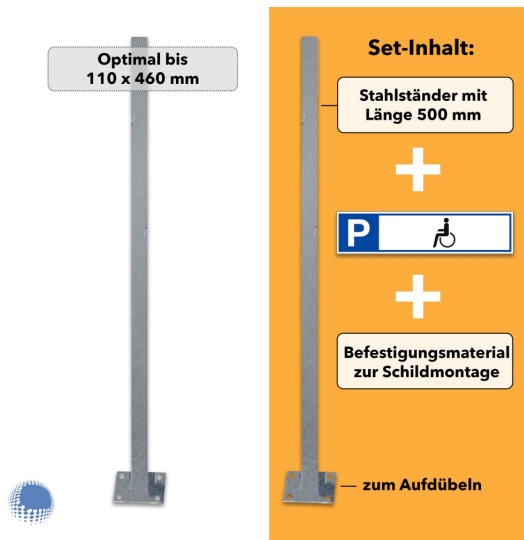 Optimal bis
110 x 460 mm
Set-Inhalt:
Stahlständer mit
Länge 500 mm
P
Befestigungsmaterial
zur Schildmontage
zum Aufdübeln